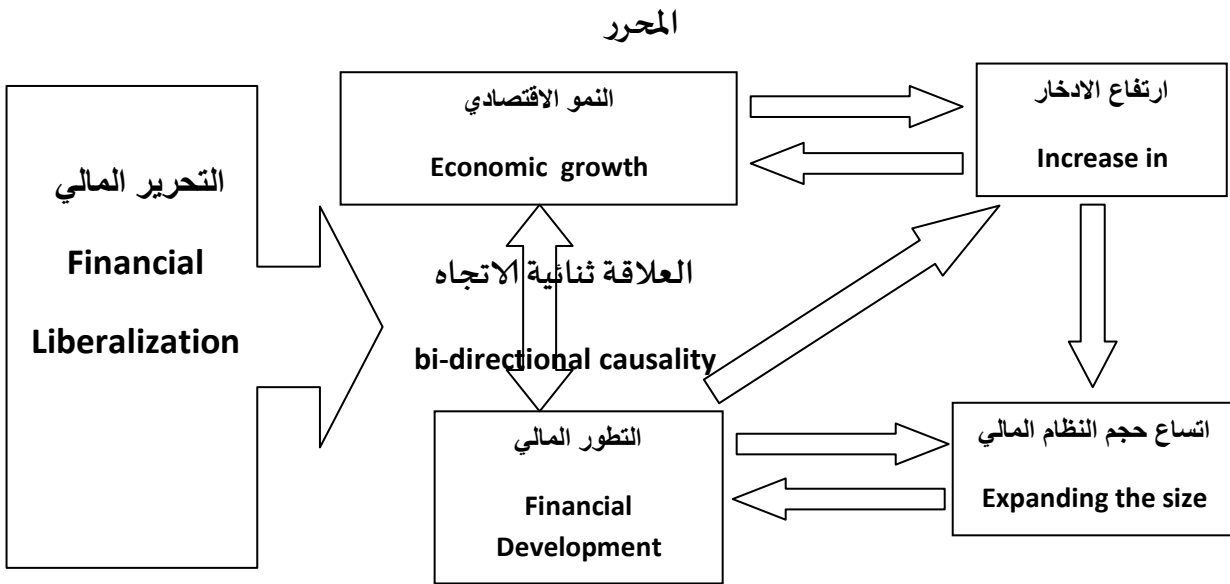 المحرر
النمو الاقتصادي
Economic growth
ارتفاع الادخار
Increase in
التحرير المالي
Financial
Liberalization
العلاقة ثنائية الاتجاه
bi-directional causality
التطور المالي
Financial
Development
اتساع حجم النظام المالي
Expanding the size